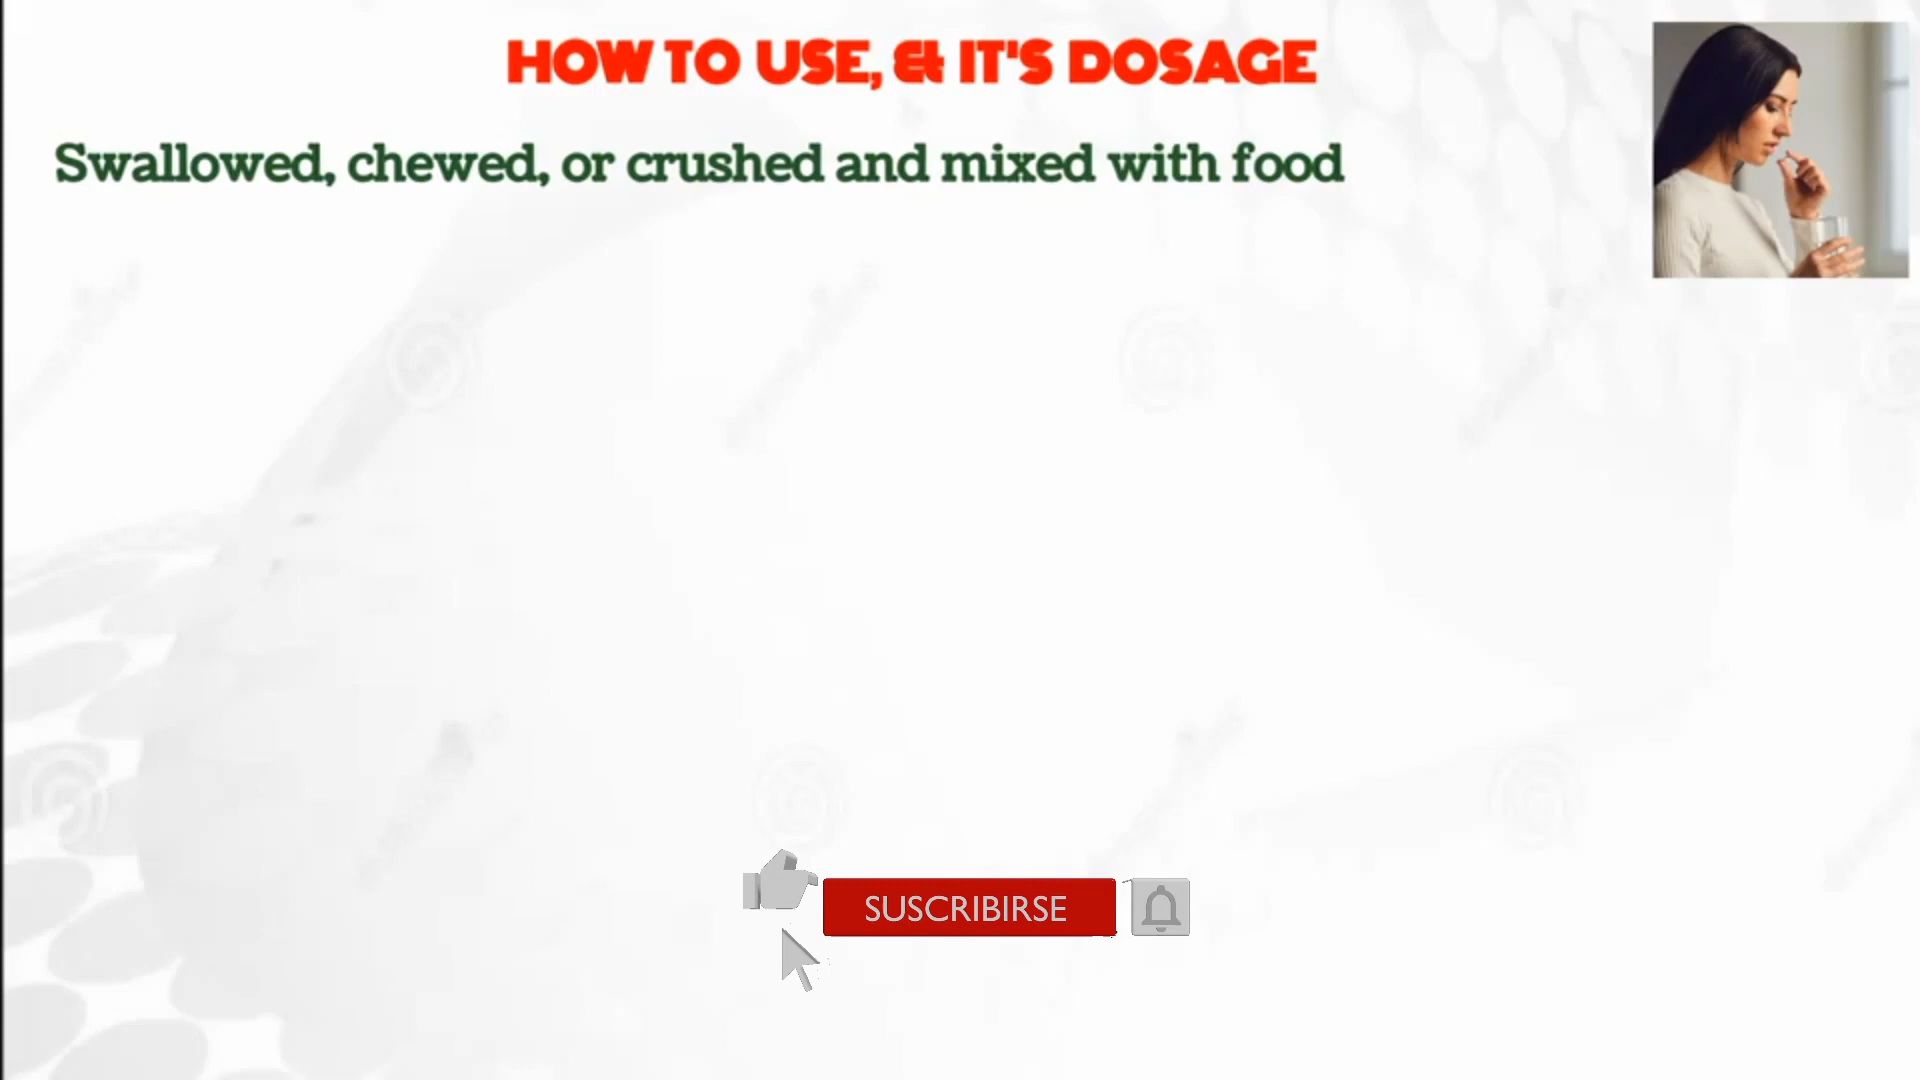 HOW TO USE, & IT'S DOSAGE
Swallowed, chewed, or crushed and mixed with food
SUSCRIBIRSE